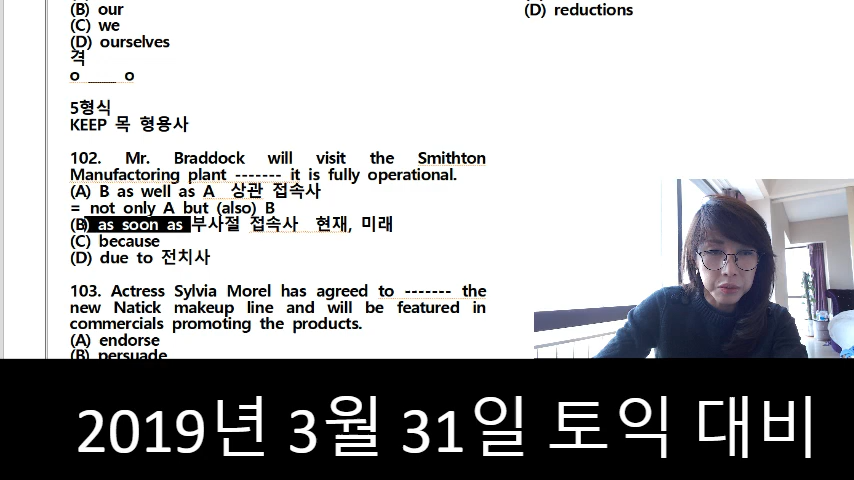 (B) our
(C) we
(D) ourselves
격
o ____ o
5형식
KEEP 목 형용사
102. Mr. Braddock will visit the Smithton
Manufactoring plant ------- it is fully operational.
(A) B as well as A 상관 접속사
= not only A but (also) B
(B) as soon as 부사절 접속사 현재, 미래
(C) because
(D) due to 전치사
103. Actress Sylvia Morel has agreed to ------- the
new Natick makeup line and will be featured in
commercials promoting the products.
(A) endorse
(B) persuade
(D) reductions
2019년 3월 31일 토익 대비